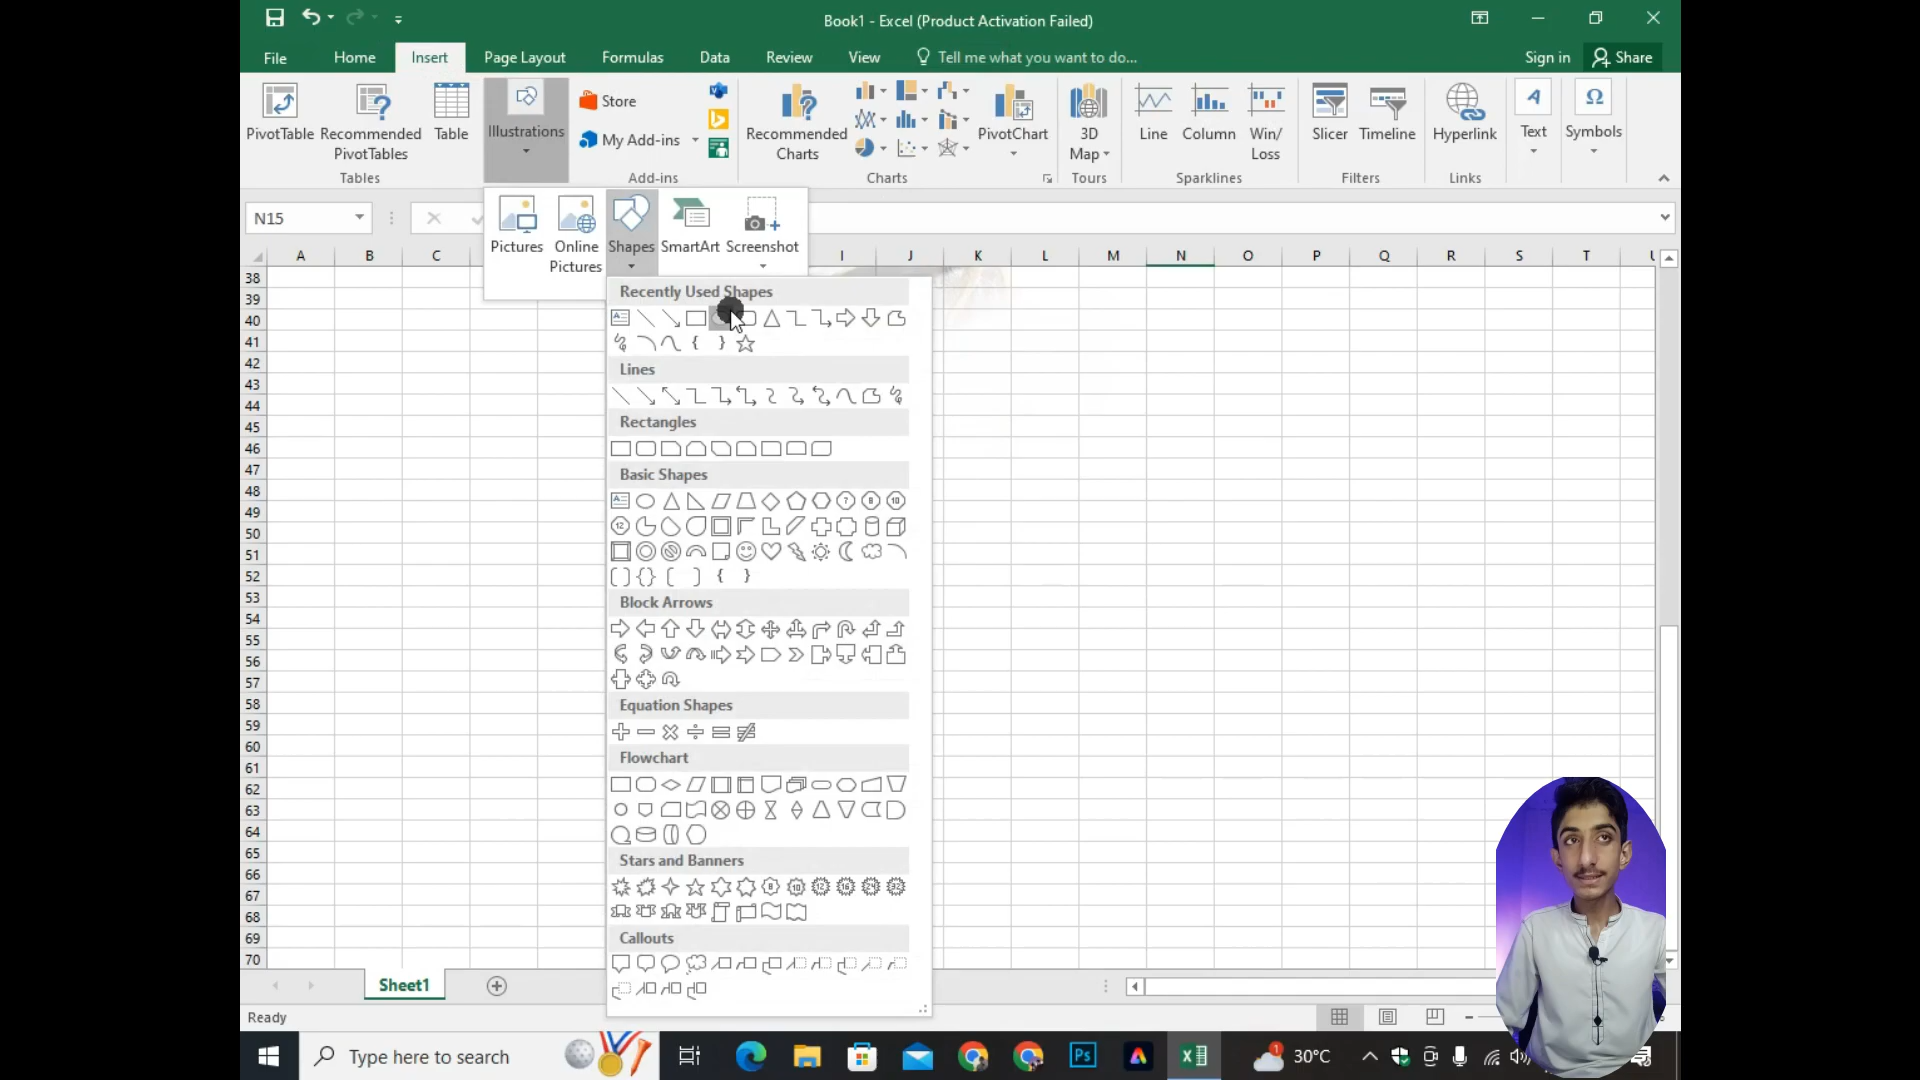 Book1 - Excel (Product Activation Failed)
File Home Insert Page Layout Formulas Data Review View Tell me what you want to do... Sign in Share
PivotTable Recommended PivotTables Table Illustrations Store My Add-ins Recommended Charts PivotChart 3D Map Line Column Win/Loss Slicer Timeline Hyperlink Text Symbols
Tables Add-ins Charts Tours Sparklines Filters Links
N15
Pictures Online Pictures Shapes SmartArt Screenshot
A B C I J K L M N O P Q R S T
Recently Used Shapes
Lines
Rectangles
Basic Shapes
Block Arrows
Equation Shapes
Flowchart
Stars and Banners
Callouts
38
39
40
41
42
43
44
45
46
47
48
49
50
51
52
53
54
55
56
57
58
59
60
61
62
63
64
65
66
67
68
69
70
Sheet1
Ready
Type here to search
Ps
1
30°C